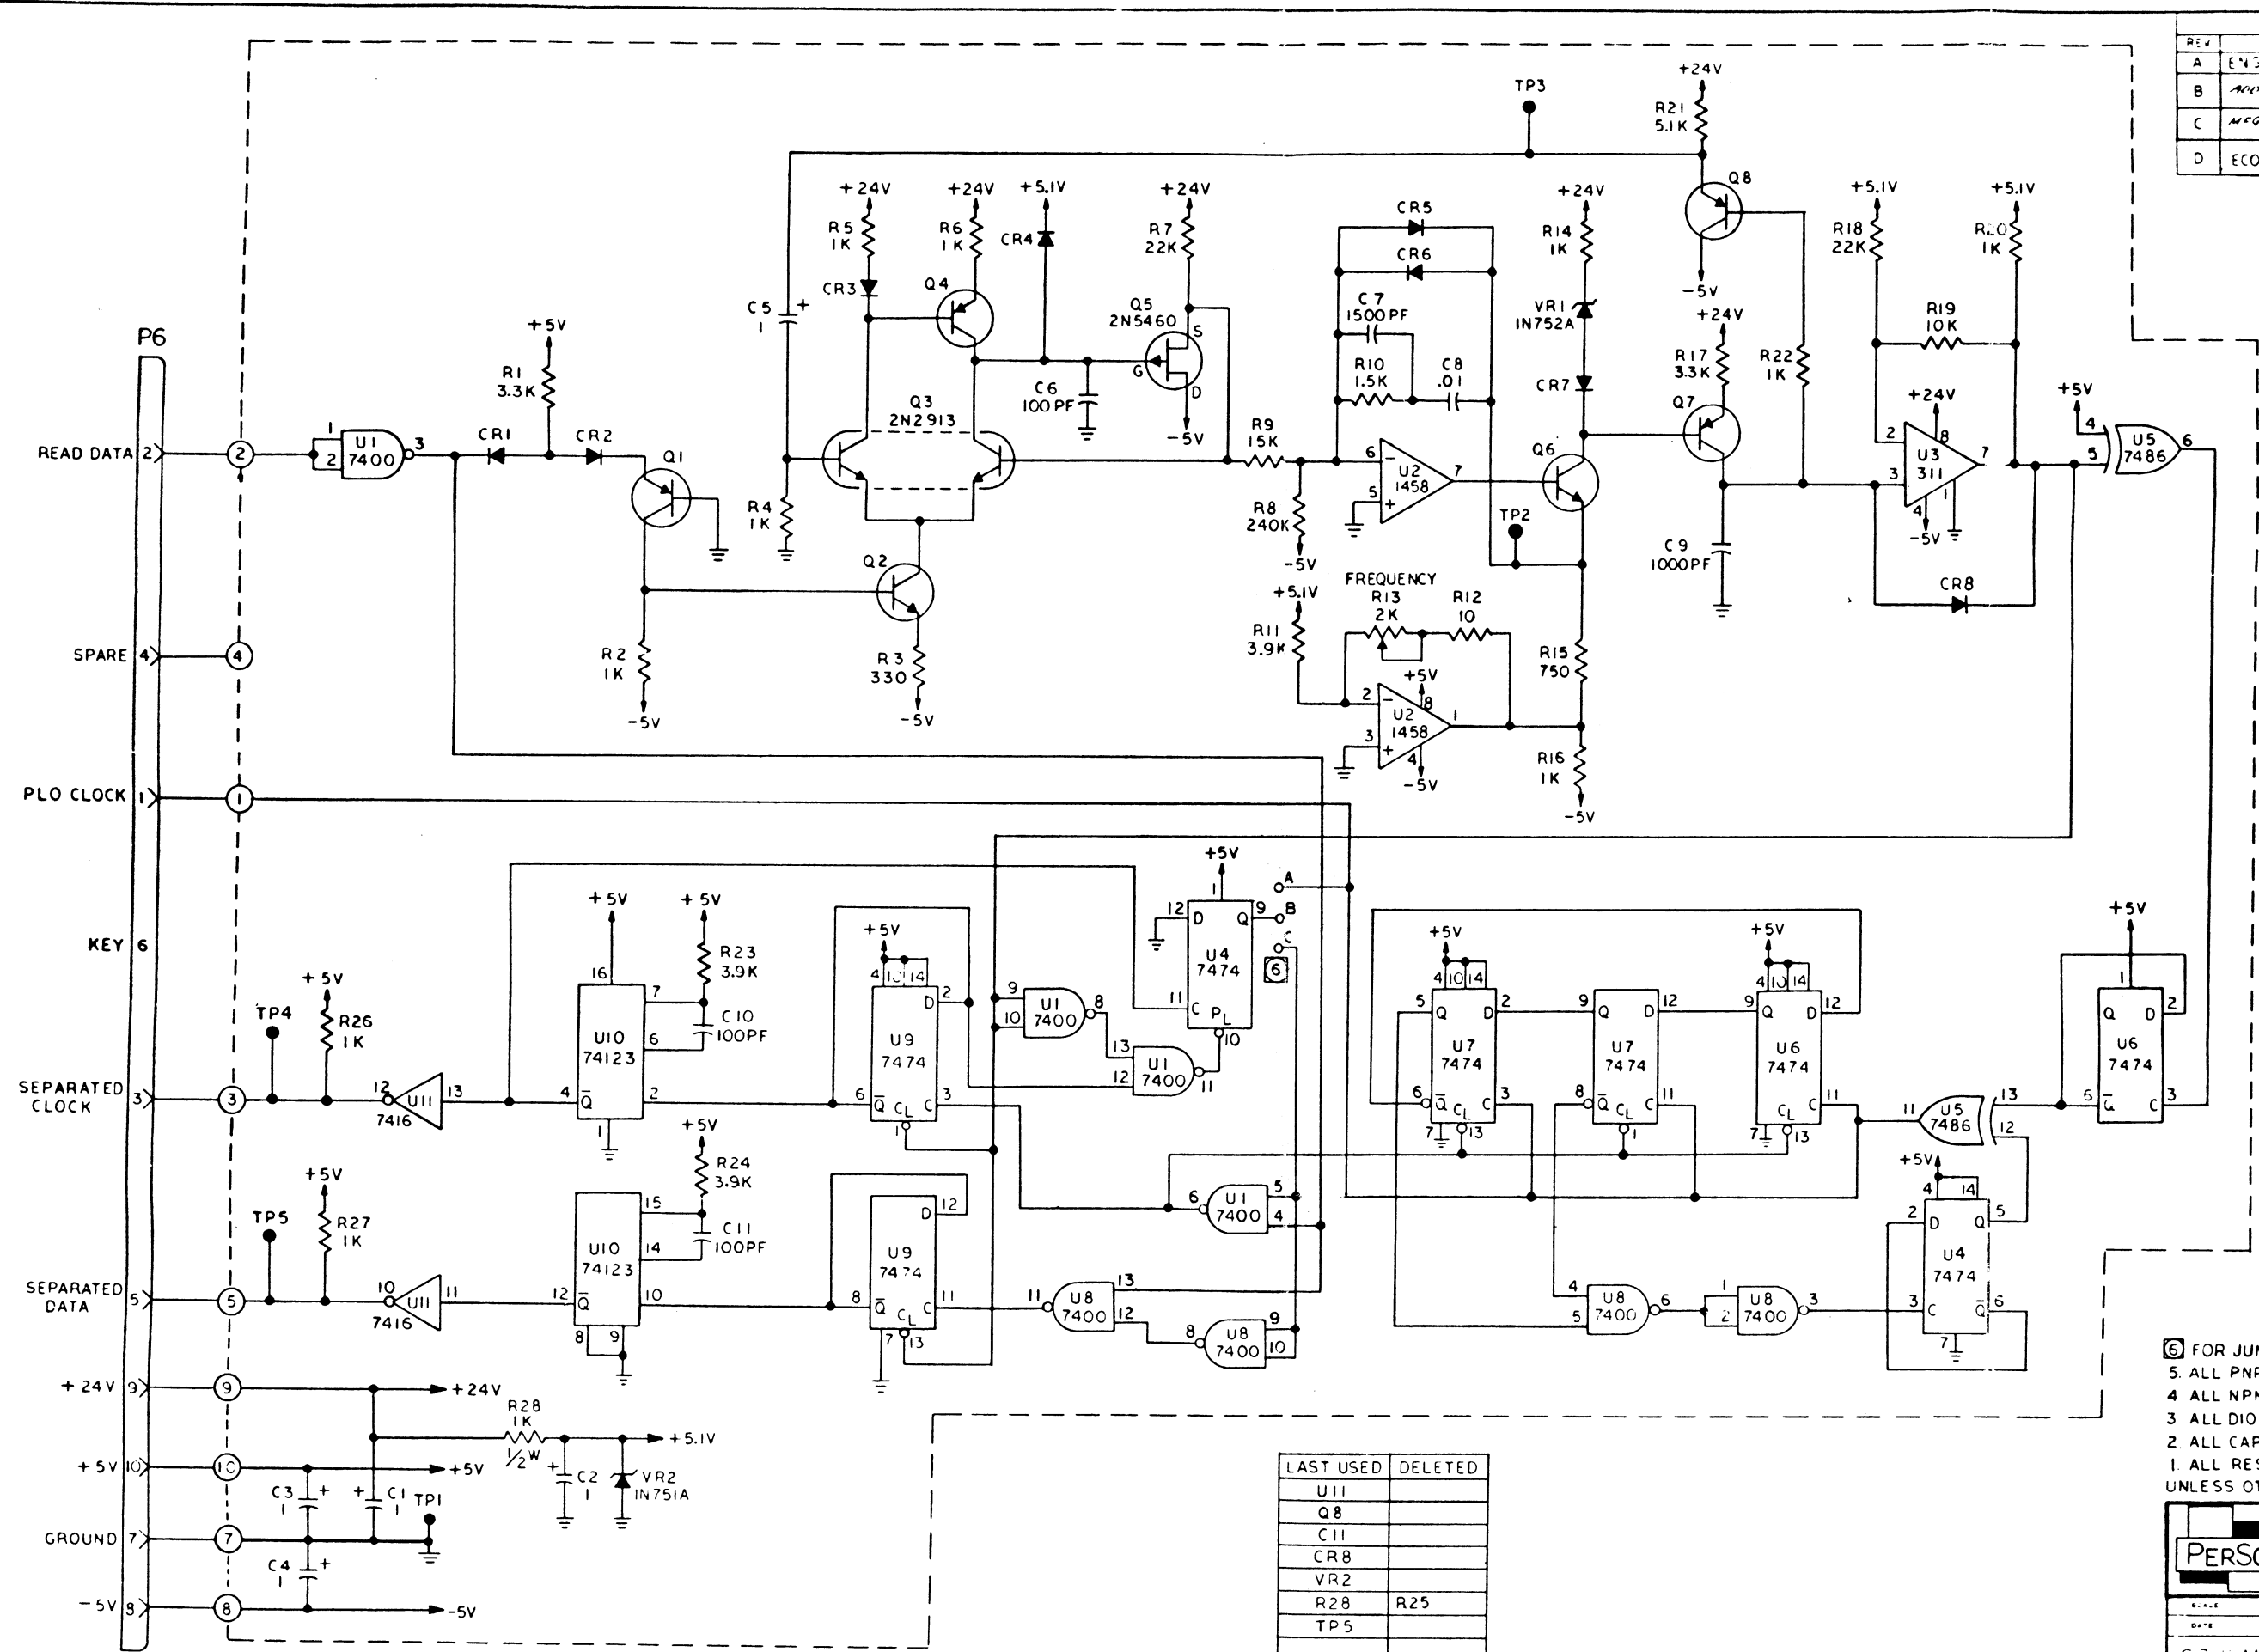 REV
A
B
C
D ECO
TP3
+24V
R21
5.1K
Q8
-5V
+24V
R5
1K
CR3
+24V
R6
1K
Q4
+5.1V
CR4
+24V
R7
22K
Q5
2N5460
S
G
D
-5V
C5
1
+
C6
100PF
Q3
2N2913
R4
1K
Q2
R3
330
-5V
CR5
CR6
C7
1500PF
R10
1.5K
C8
.01
R9
15K
R8
240K
-5V
6
5
7
U2
1458
TP2
+24V
R14
1K
VR1
1N752A
CR7
Q6
+24V
R17
3.3K
Q7
R22
1K
C9
1000PF
+5.1V
R18
22K
+5.1V
R20
1K
R19
10K
+24V
8
2
3
U3
311
7
1
4
-5V
CR8
+5V
4
5
U5
7486
6
FREQUENCY
R13
2K
R12
10
+5.1V
R11
3.9K
+5V
8
2
3
U2
1458
1
4
-5V
R15
750
R16
1K
-5V
P6
READ DATA 2
2
1
2
U1
7400
3
CR1
+5V
R1
3.3K
CR2
Q1
R2
1K
-5V
SPARE 4
4
PLO CLOCK 1
1
KEY 6
SEPARATED
CLOCK
3
3
TP4
+5V
R26
1K
12
U11
7416
13
+5V
16
7
6
U10
74123
4 Q
2
1
+5V
R23
3.9K
C10
100PF
+5V
4 10 14
D 2
U9
7474
6 Q
CL
C 3
1
9
10
U1
7400
8
13
12
U1
7400
11
+5V
1
12 D
Q 9
U4
7474
11 C
PL
10
A
B
C
6
+5V
4 10 14
5 Q
D 2
U7
7474
6 Q
CL
C 3
7
13
9 Q
D 12
U7
7474
8 Q
CL
C 11
1
+5V
4 10 14
9 Q
D 12
U6
7474
CL
C 11
7
13
11
U5
7486
13
12
+5V
1
Q
D 2
U6
7474
6
C 3
SEPARATED
DATA
5
5
TP5
+5V
R27
1K
10
U11
7416
11
15
14
U10
74123
12 Q
10
8
9
+5V
R24
3.9K
C11
100PF
D 12
U9
7474
8 Q
CL
C 11
7
13
6
U1
7400
5
4
11
U8
7400
13
12
8
U8
7400
9
10
4
5
U8
7400
6
1
2
U8
7400
3
+5V
4 14
2 D
Q 5
U4
7474
3 C
Q 6
7
+24V 9
9
+24V
R28
1K
1/2W
+5.1V
C2
1
VR2
1N751A
+5V 10
10
+5V
C3
1
C1
1
TP1
GROUND 7
7
C4
1
-5V 8
8
-5V
LAST USED DELETED
U11
Q8
C11
CR8
VR2
R28 R25
TP5
6 FOR
5. ALL
4 ALL
3 ALL
2. ALL
1. ALL
UNLESS
SCALE
DATE